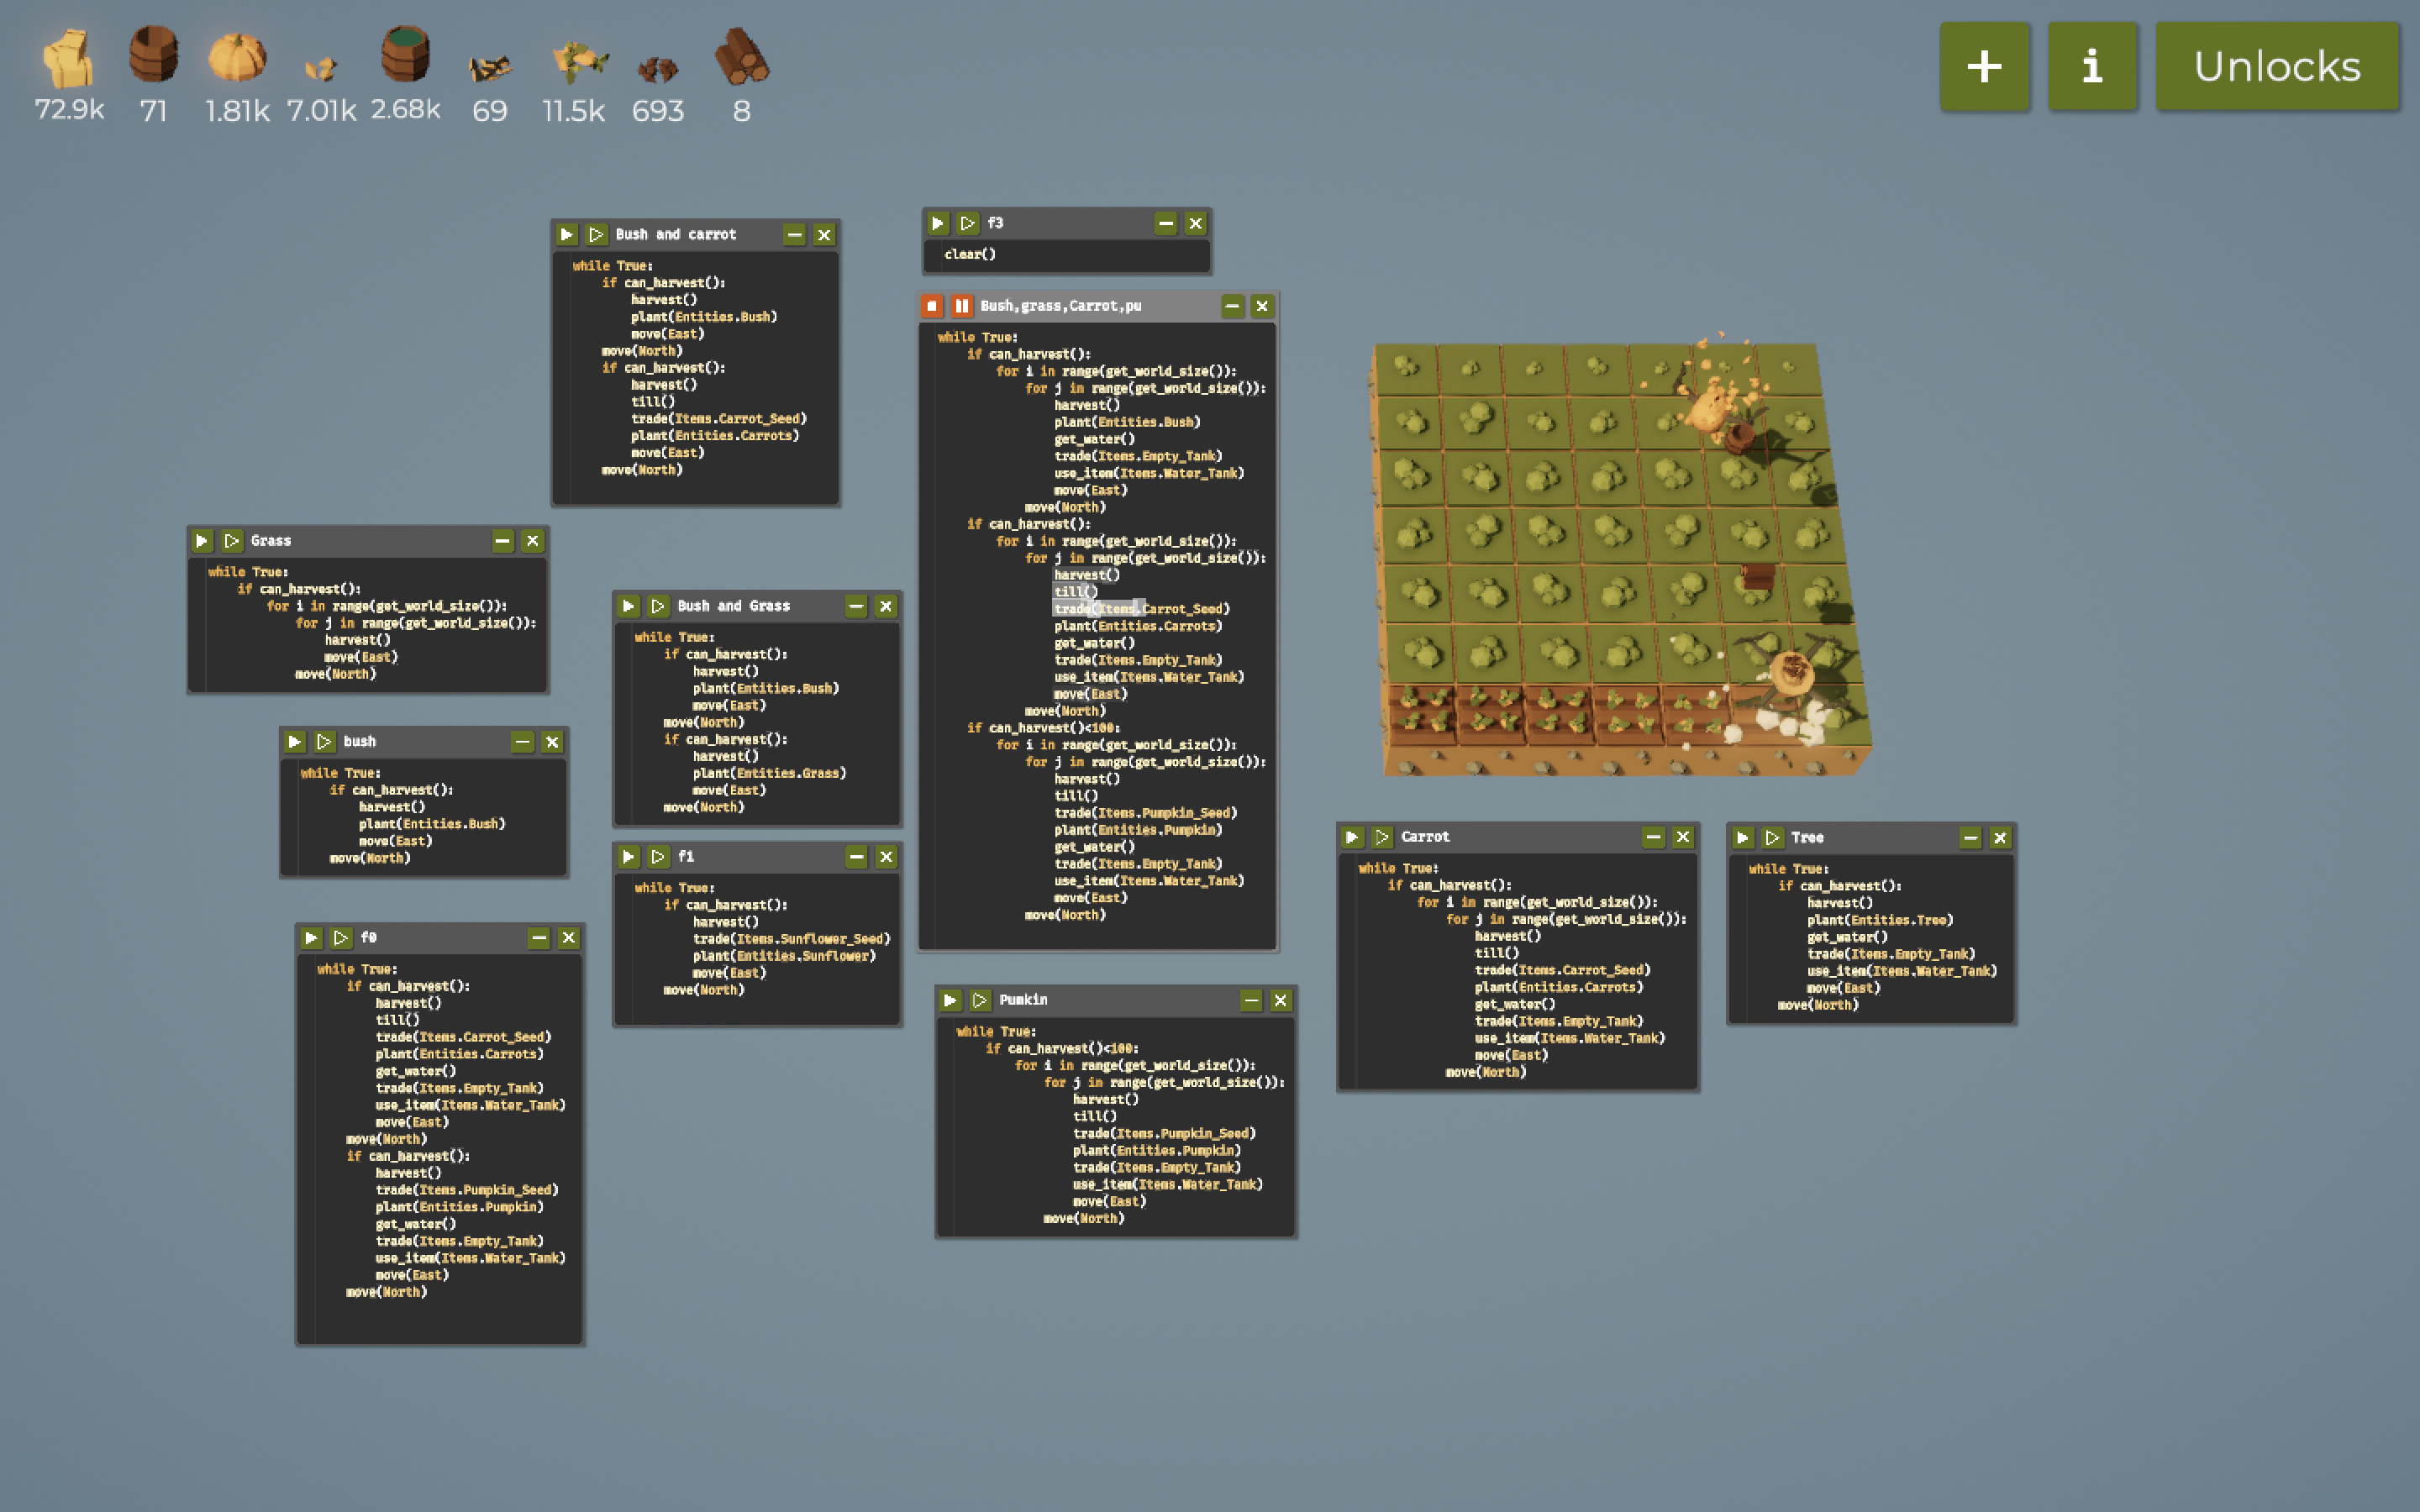 72.9k 71 1.81k 7.01k 2.68k 69 11.5k 693 8
+ i Unlocks
Bush and carrot
while True:
    if can_harvest():
        harvest()
        plant(Entities.Bush)
        move(East)
    move(North)
    if can_harvest():
        harvest()
        till()
        trade(Items.Carrot_Seed)
        plant(Entities.Carrots)
        move(East)
    move(North)
f3
clear()
Bush,grass,Carrot,pu
while True:
    if can_harvest():
        for i in range(get_world_size()):
            for j in range(get_world_size()):
                harvest()
                plant(Entities.Bush)
                get_water()
                trade(Items.Empty_Tank)
                use_item(Items.Water_Tank)
                move(East)
            move(North)
    if can_harvest():
        for i in range(get_world_size()):
            for j in range(get_world_size()):
                harvest()
                till()
                trade(Items.Carrot_Seed)
                plant(Entities.Carrots)
                get_water()
                trade(Items.Empty_Tank)
                use_item(Items.Water_Tank)
                move(East)
            move(North)
    if can_harvest()<100:
        for i in range(get_world_size()):
            for j in range(get_world_size()):
                harvest()
                till()
                trade(Items.Pumpkin_Seed)
                plant(Entities.Pumpkin)
                get_water()
                trade(Items.Empty_Tank)
                use_item(Items.Water_Tank)
                move(East)
            move(North)
Grass
while True:
    if can_harvest():
        for i in range(get_world_size()):
            for j in range(get_world_size()):
                harvest()
                move(East)
            move(North)
Bush and Grass
while True:
    if can_harvest():
        harvest()
        plant(Entities.Bush)
        move(East)
    move(North)
    if can_harvest():
        harvest()
        plant(Entities.Grass)
        move(East)
    move(North)
bush
while True:
    if can_harvest():
        harvest()
        plant(Entities.Bush)
        move(East)
    move(North)
f1
while True:
    if can_harvest():
        harvest()
        trade(Items.Sunflower_Seed)
        plant(Entities.Sunflower)
        move(East)
    move(North)
f0
while True:
    if can_harvest():
        harvest()
        till()
        trade(Items.Carrot_Seed)
        plant(Entities.Carrots)
        get_water()
        trade(Items.Empty_Tank)
        use_item(Items.Water_Tank)
        move(East)
    move(North)
    if can_harvest():
        harvest()
        trade(Items.Pumpkin_Seed)
        plant(Entities.Pumpkin)
        get_water()
        trade(Items.Empty_Tank)
        use_item(Items.Water_Tank)
        move(East)
    move(North)
Pumkin
while True:
    if can_harvest()<100:
        for i in range(get_world_size()):
            for j in range(get_world_size()):
                harvest()
                till()
                trade(Items.Pumpkin_Seed)
                plant(Entities.Pumpkin)
                trade(Items.Empty_Tank)
                use_item(Items.Water_Tank)
                move(East)
            move(North)
Carrot
while True:
    if can_harvest():
        for i in range(get_world_size()):
            for j in range(get_world_size()):
                harvest()
                till()
                trade(Items.Carrot_Seed)
                plant(Entities.Carrots)
                get_water()
                trade(Items.Empty_Tank)
                use_item(Items.Water_Tank)
                move(East)
            move(North)
Tree
while True:
    if can_harvest():
        harvest()
        plant(Entities.Tree)
        get_water()
        trade(Items.Empty_Tank)
        use_item(Items.Water_Tank)
        move(East)
    move(North)